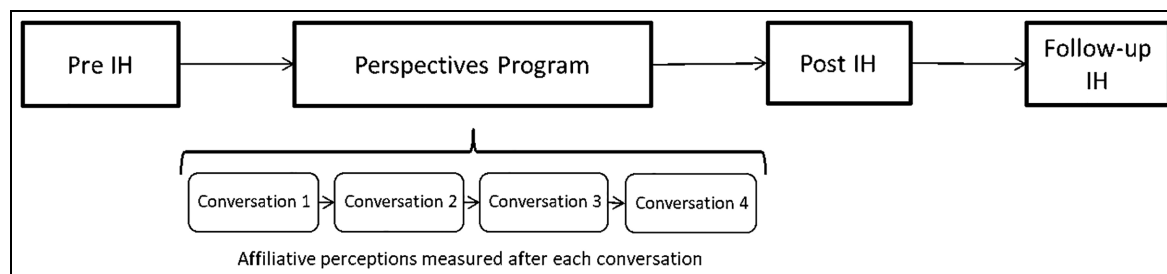 Pre IH
Perspectives Program
Post IH
Follow-up
IH
Conversation 1
Conversation 2
Conversation 3
Conversation 4
Affiliative perceptions measured after each conversation